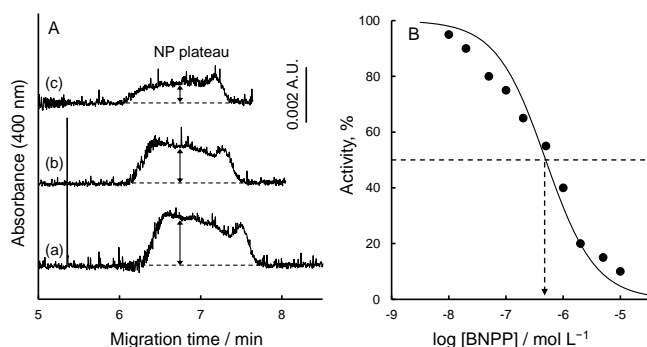 A
NP plateau
(c)
0.002 A.U.
(b)
(a)
Absorbance (400 nm)
5 6 7 8
Migration time / min
B
100
80
60
40
20
0
Activity, %
-9 -8 -7 -6 -5 -4
log [BNPP] / mol L⁻¹